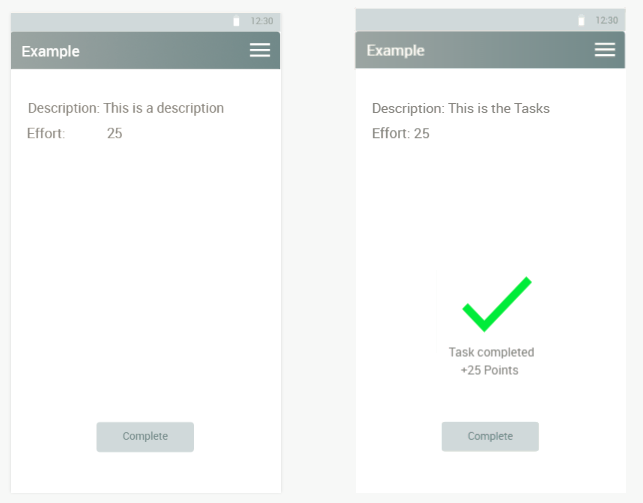 12:30
Example
Description: This is a description
Effort: 25
Complete
12:30
Example
Description: This is the Tasks
Effort: 25
Task completed
+25 Points
Complete